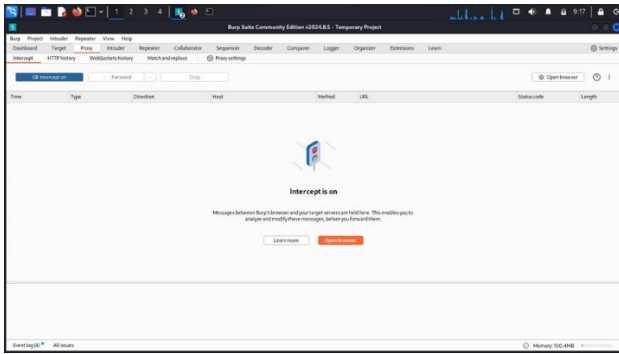 1 2 3 4 9:17
Burp Suite Community Edition v2024.8.5 - Temporary Project
Burp Project Intruder Repeater View Help
Dashboard Target Proxy Intruder Repeater Collaborator Sequencer Decoder Comparer Logger Organizer Extensions Learn Settings
Intercept HTTP history WebSockets history Match and replace Proxy settings
Intercept on Forward Drop Open browser
Time Type Direction Host Method URL Status code Length
Intercept is on
Messages between Burp's browser and your target servers are held here. This enables you to
analyze and modify these messages, before you forward them.
Learn more Open browser
Event log (4) All issues Memory: 100.4MB